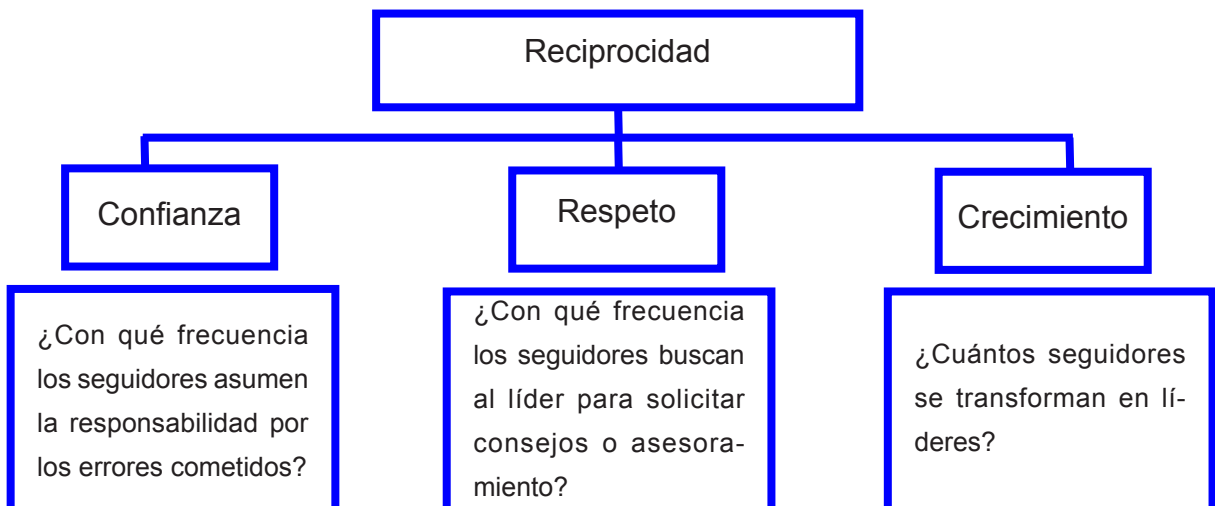 Reciprocidad
Confianza
Respeto
Crecimiento
¿Con qué frecuencia
los seguidores asumen
la responsabilidad por
los errores cometidos?
¿Con qué frecuencia
los seguidores buscan
al líder para solicitar
consejos o asesora-
miento?
¿Cuántos seguidores
se transforman en lí-
deres?